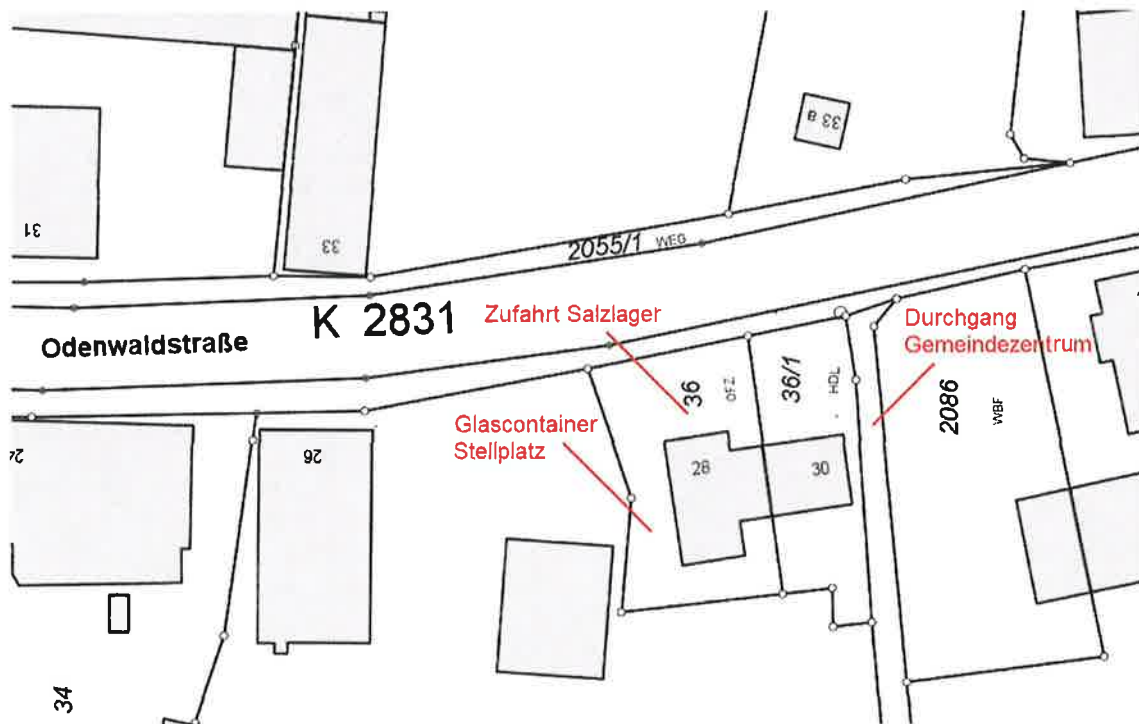 33 a
31
33
2055/1 WEG
K 2831
Odenwaldstraße
Zufahrt Salzlager
Durchgang
Gemeindezentrum
36
ÖFZ
36/1
HDL
2086
WBF
Glascontainer
Stellplatz
24
26
28
30
34